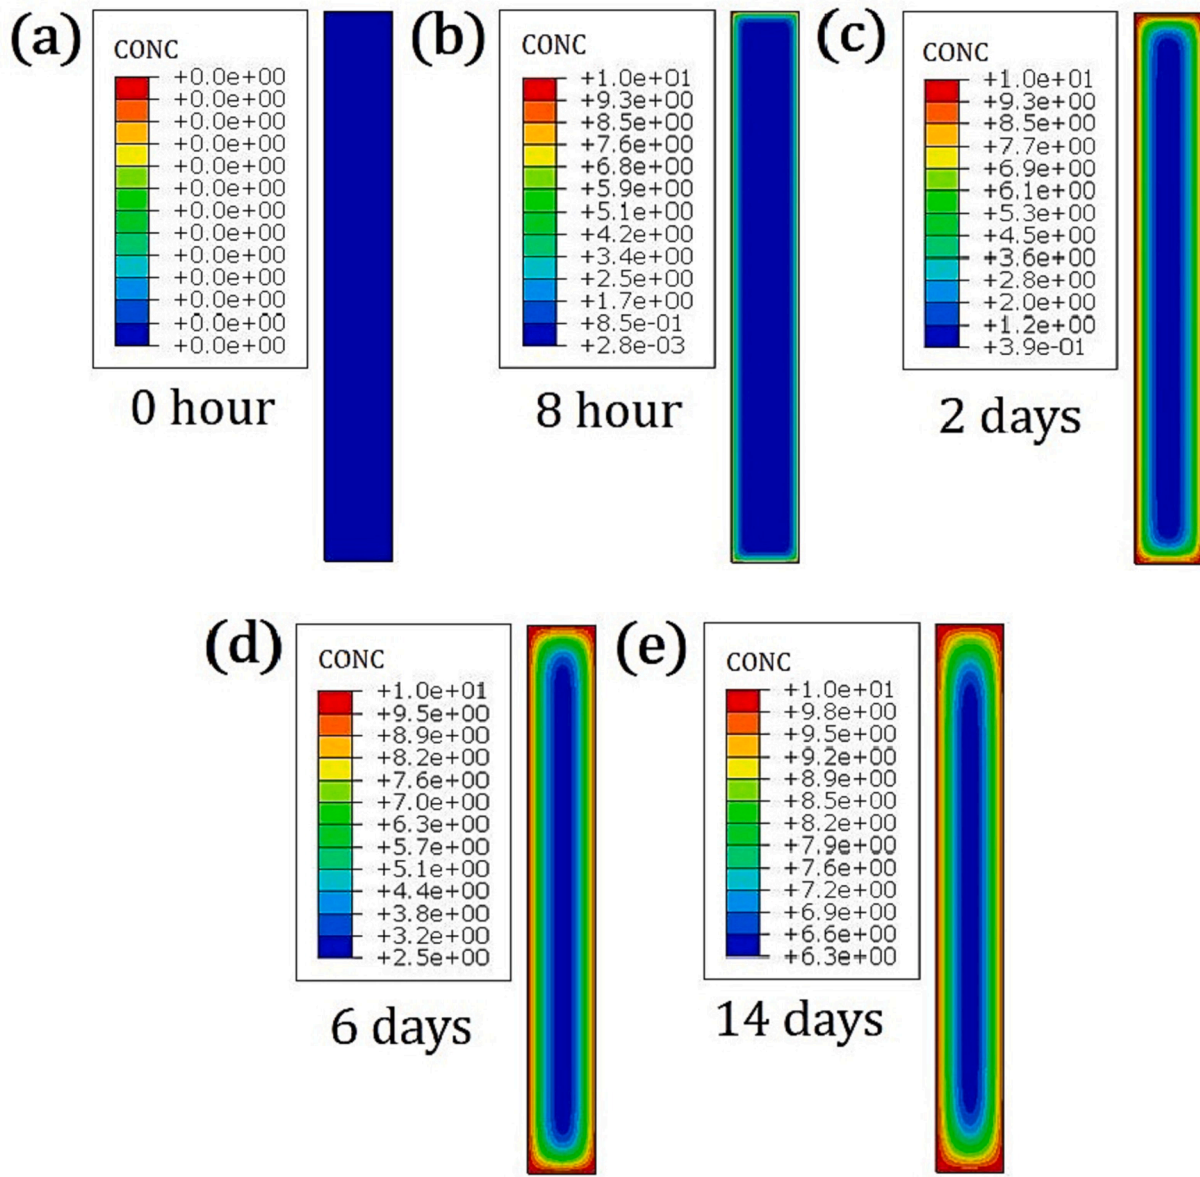 (a)
CONC
+0.0e+00
+0.0e+00
+0.0e+00
+0.0e+00
+0.0e+00
+0.0e+00
+0.0e+00
+0.0e+00
+0.0e+00
+0.0e+00
+0.0e+00
+0.0e+00
+0.0e+00
0 hour
(b)
CONC
+1.0e+01
+9.3e+00
+8.5e+00
+7.6e+00
+6.8e+00
+5.9e+00
+5.1e+00
+4.2e+00
+3.4e+00
+2.5e+00
+1.7e+00
+8.5e-01
+2.8e-03
8 hour
(c)
CONC
+1.0e+01
+9.3e+00
+8.5e+00
+7.7e+00
+6.9e+00
+6.1e+00
+5.3e+00
+4.5e+00
+3.6e+00
+2.8e+00
+2.0e+00
+1.2e+00
+3.9e-01
2 days
(d)
CONC
+1.0e+01
+9.5e+00
+8.9e+00
+8.2e+00
+7.6e+00
+7.0e+00
+6.3e+00
+5.7e+00
+5.1e+00
+4.4e+00
+3.8e+00
+3.2e+00
+2.5e+00
6 days
(e)
CONC
+1.0e+01
+9.8e+00
+9.5e+00
+9.2e+00
+8.9e+00
+8.5e+00
+8.2e+00
+7.9e+00
+7.6e+00
+7.2e+00
+6.9e+00
+6.6e+00
+6.3e+00
14 days